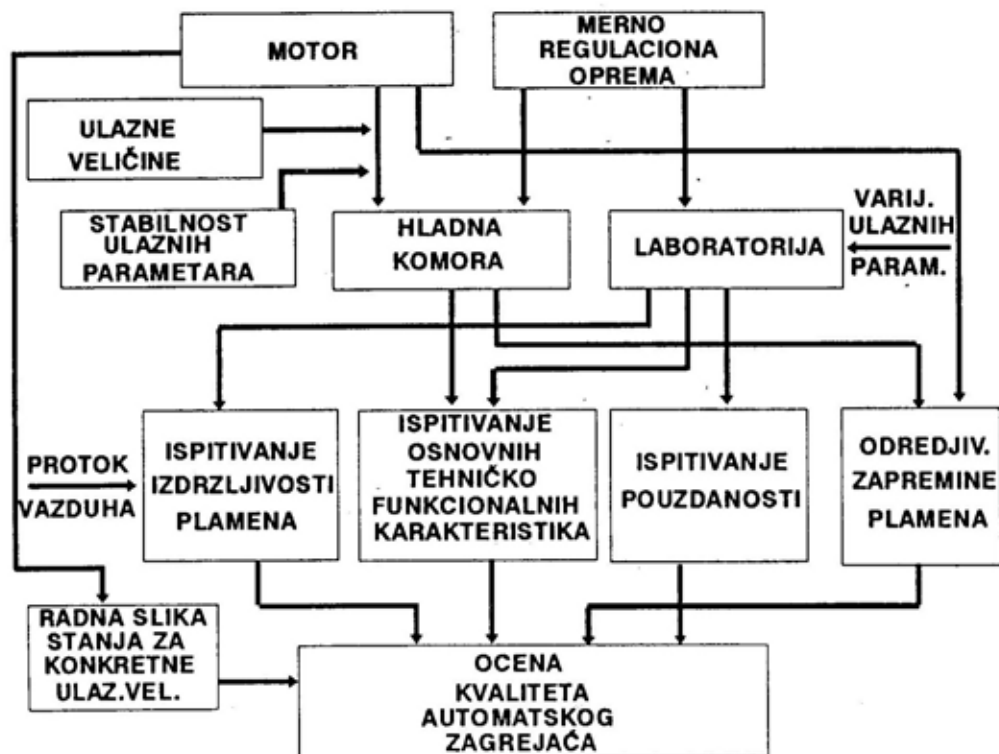 MOTOR
MERNO
REGULACIONA
OPREMA
ULAZNE
VELIČINE
STABILNOST
ULAZNIH
PARAMETARA
HLADNA
KOMORA
LABORATORIJA
VARIJ.
ULAZNIH
PARAM.
PROTOK
VAZDUHA
ISPITIVANJE
IZDRZLJIVOSTI
PLAMENA
ISPITIVANJE
OSNOVNIH
TEHNIČKO
FUNKCIONALNIH
KARAKTERISTIKA
ISPITIVANJE
POUZDANOSTI
ODREDJIV.
ZAPREMINE
PLAMENA
RADNA SLIKA
STANJA ZA
KONKRETNE
ULAZ.VEL.
OCENA
KVALITETA
AUTOMATSKOG
ZAGREJAĆA